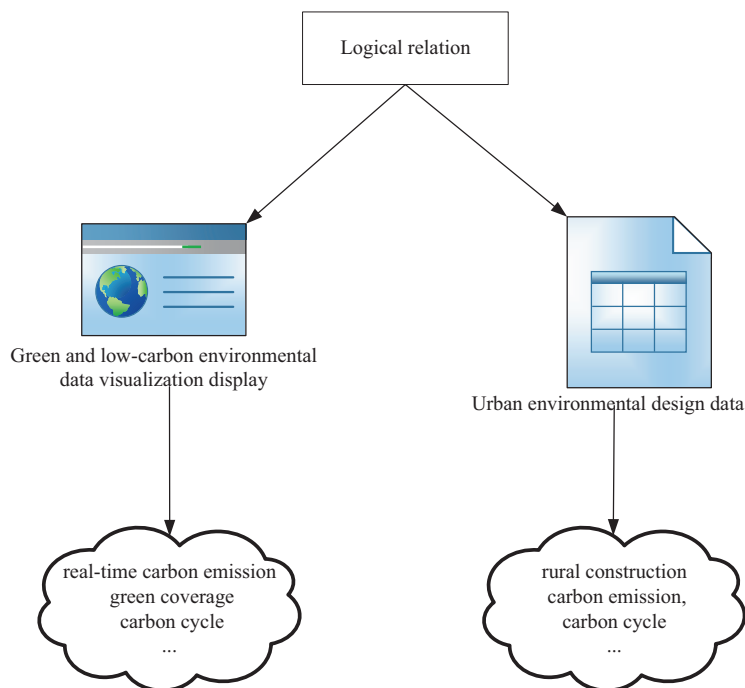 Logical relation
Green and low-carbon environmental
data visualization display
Urban environmental design data
real-time carbon emission
green coverage
carbon cycle
...
rural construction
carbon emission,
carbon cycle
...